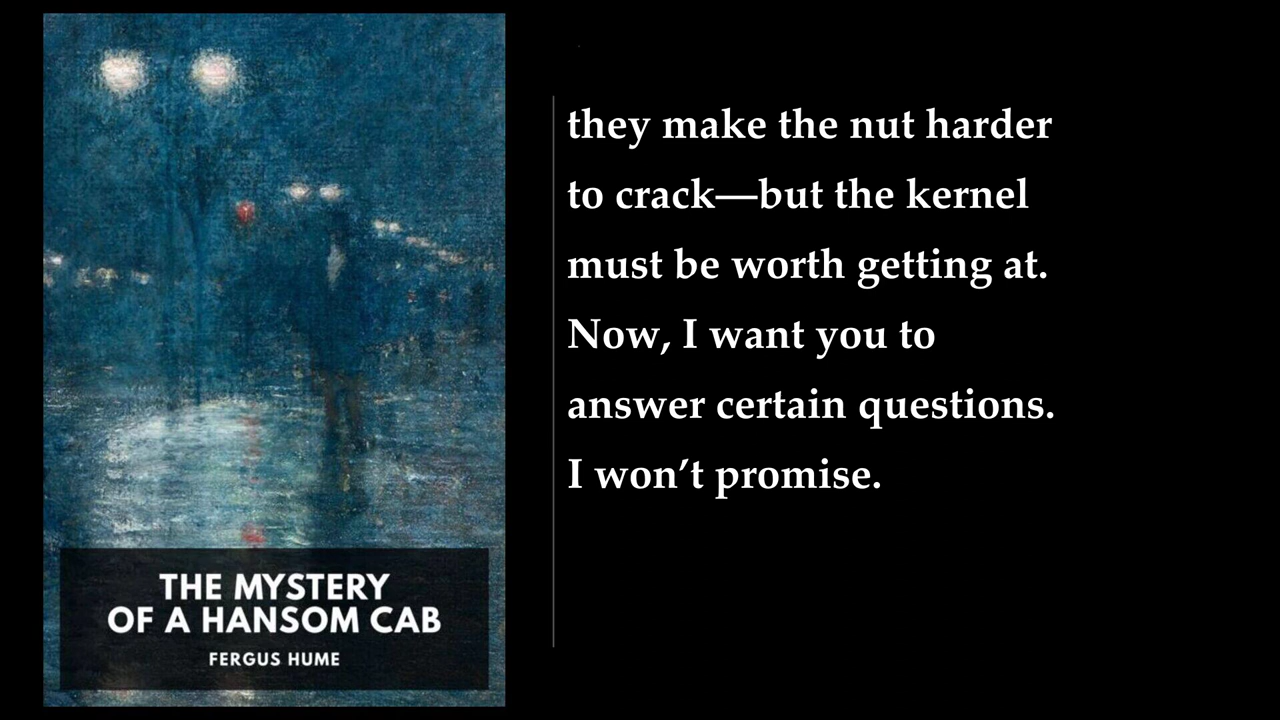 they make the nut harder
to crack—but the kernel
must be worth getting at.
Now, I want you to
answer certain questions.
I won’t promise.
THE MYSTERY
OF A HANSOM CAB
FERGUS HUME